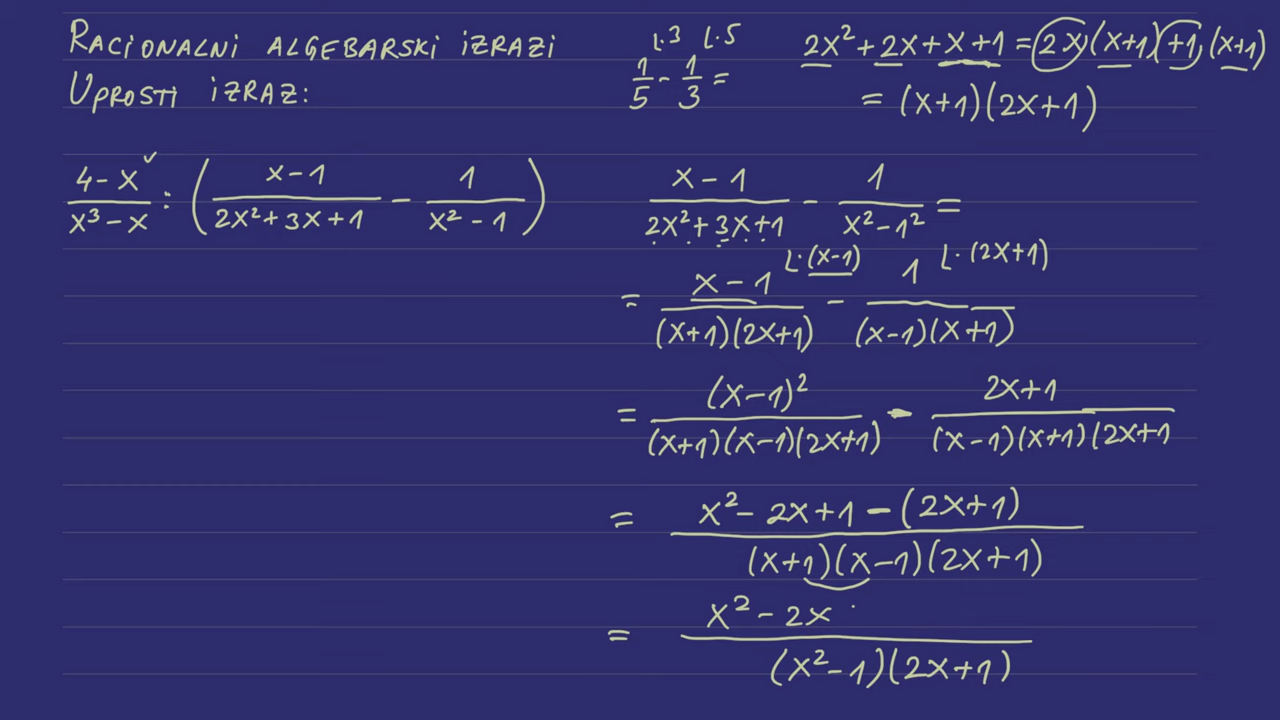 RACIONALNI ALGEBARSKI IZRAZI
UPROSTI IZRAZ:
(4-x)/(x³-x) : ((x-1)/(2x²+3x+1) - 1/(x²-1))
⌊·3 ⌊·5
1/5 - 1/3 =
2x²+2x+x+1=2x·(x+1)+1·(x+1)
= (x+1)(2x+1)
(x-1)/(2x²+3x+1) - 1/(x²-1²) =
= (x-1)/((x+1)(2x+1)) ⌊·(x-1) - 1/((x-1)(x+1)) ⌊·(2x+1)
= (x-1)²/((x+1)(x-1)(2x+1)) - (2x+1)/((x-1)(x+1)(2x+1
= (x²-2x+1-(2x+1))/((x+1)(x-1)(2x+1))
= (x²-2x)/((x²-1)(2x+1))